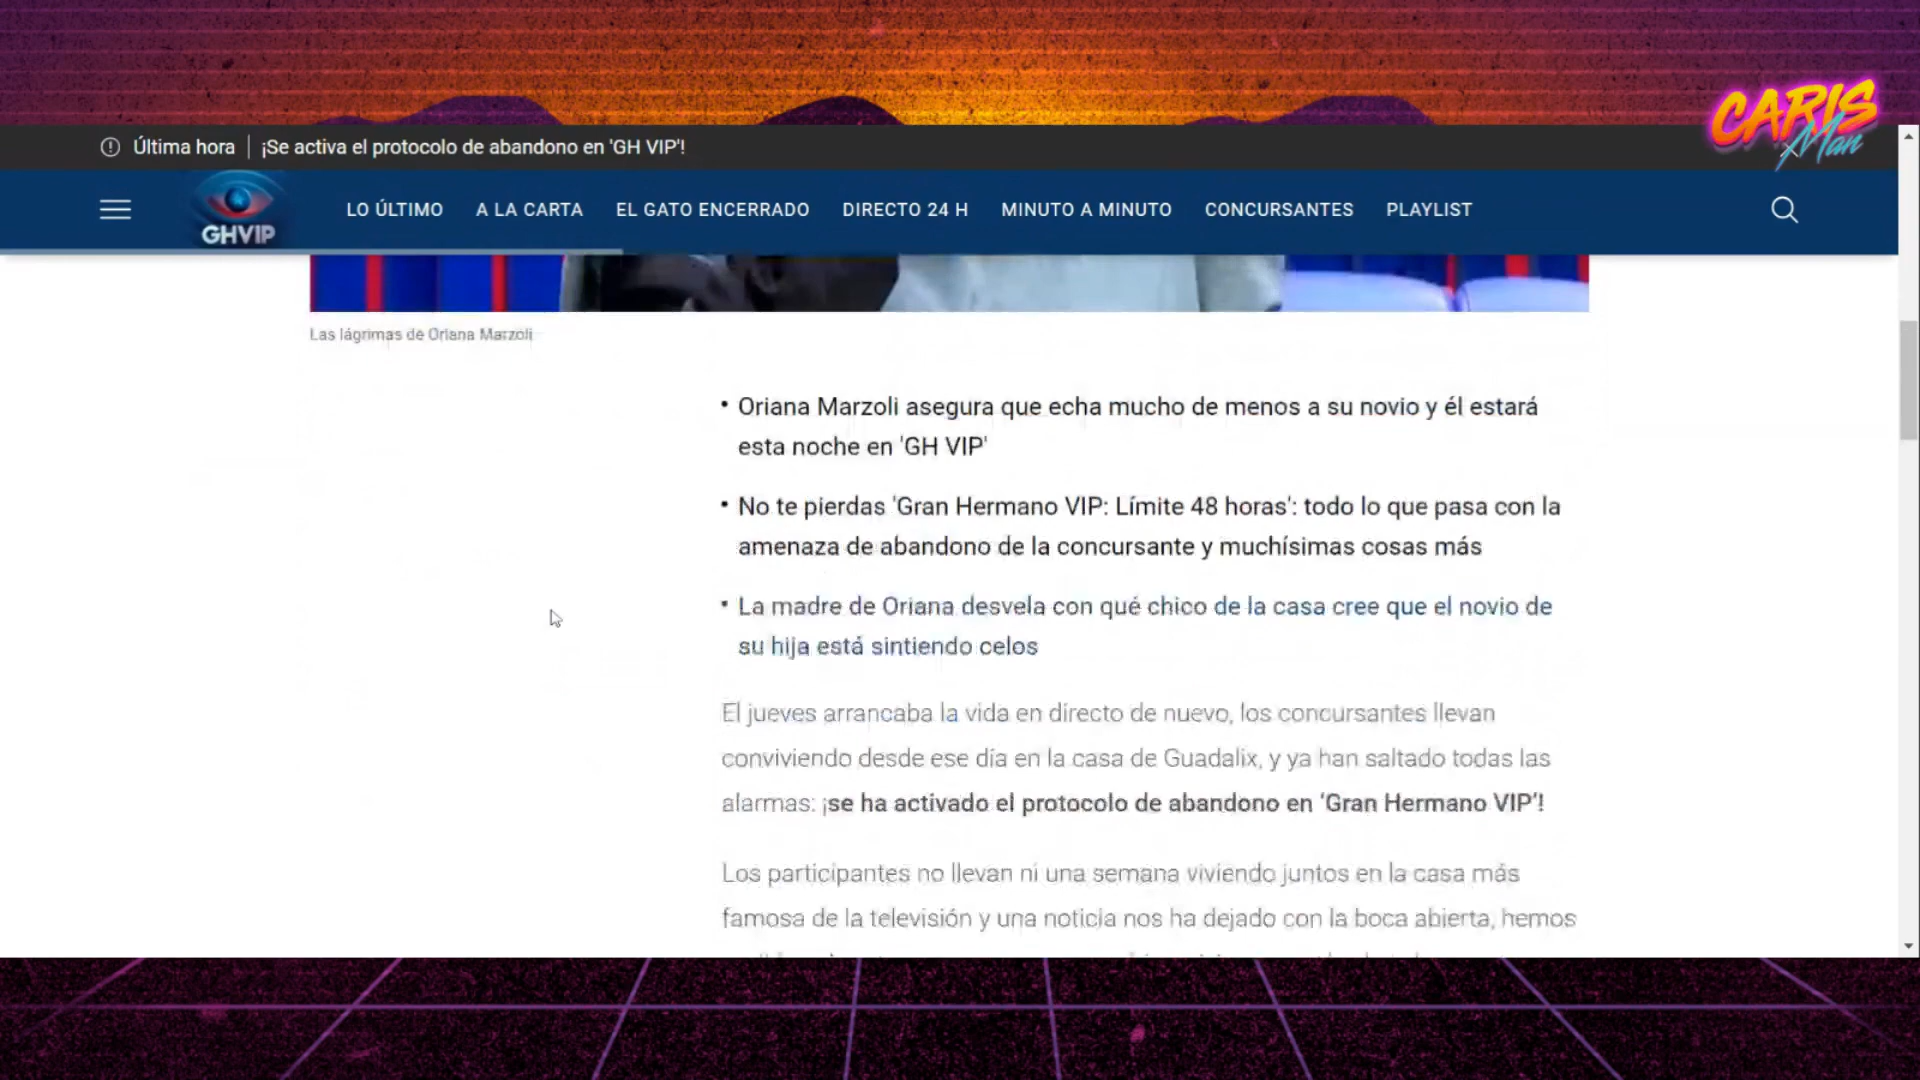 CARIS
Man
Última hora | ¡Se activa el protocolo de abandono en 'GH VIP'!
GHVIP
LO ÚLTIMO A LA CARTA EL GATO ENCERRADO DIRECTO 24 H MINUTO A MINUTO CONCURSANTES PLAYLIST
Las lágrimas de Oriana Marzoli
• Oriana Marzoli asegura que echa mucho de menos a su novio y él estará
esta noche en 'GH VIP'
• No te pierdas 'Gran Hermano VIP: Límite 48 horas': todo lo que pasa con la
amenaza de abandono de la concursante y muchísimas cosas más
• La madre de Oriana desvela con qué chico de la casa cree que el novio de
su hija está sintiendo celos
El jueves arrancaba la vida en directo de nuevo, los concursantes llevan
conviviendo desde ese día en la casa de Guadalix, y ya han saltado todas las
alarmas: ¡se ha activado el protocolo de abandono en ‘Gran Hermano VIP’!
Los participantes no llevan ni una semana viviendo juntos en la casa más
famosa de la televisión y una noticia nos ha dejado con la boca abierta, hemos